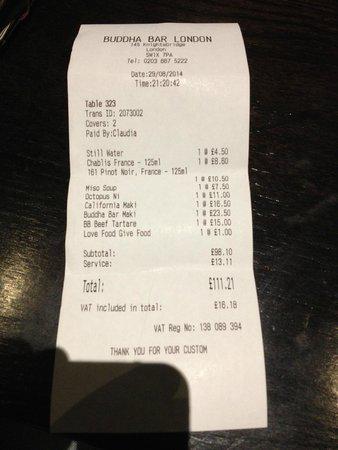 BUDDHA BAR LONDON
145 Knightsbridge
London
SW1X 7PA
Tel: 0203 667 5222
Date:29/08/2014
Time:21:20:42
Table 323
Trans ID: 2073002
Covers: 2
Paid By:Claudia
Still Water 1 @ £4.50
Chablis France - 125ml 1 @ £8.60
161 Pinot Noir, France - 125ml
1 @ £10.50
Miso Soup 1 @ £7.50
Octopus Ni 1 @ £11.00
California Maki 1 @ £16.50
Buddha Bar Maki 1 @ £23.50
BB Beef Tartare 1 @ £15.00
Love Food Give Food 1 @ £1.00
Subtotal: £98.10
Service: £13.11
Total: £111.21
VAT included in total: £16.18
VAT Reg No: 138 089 394
THANK YOU FOR YOUR CUSTOM